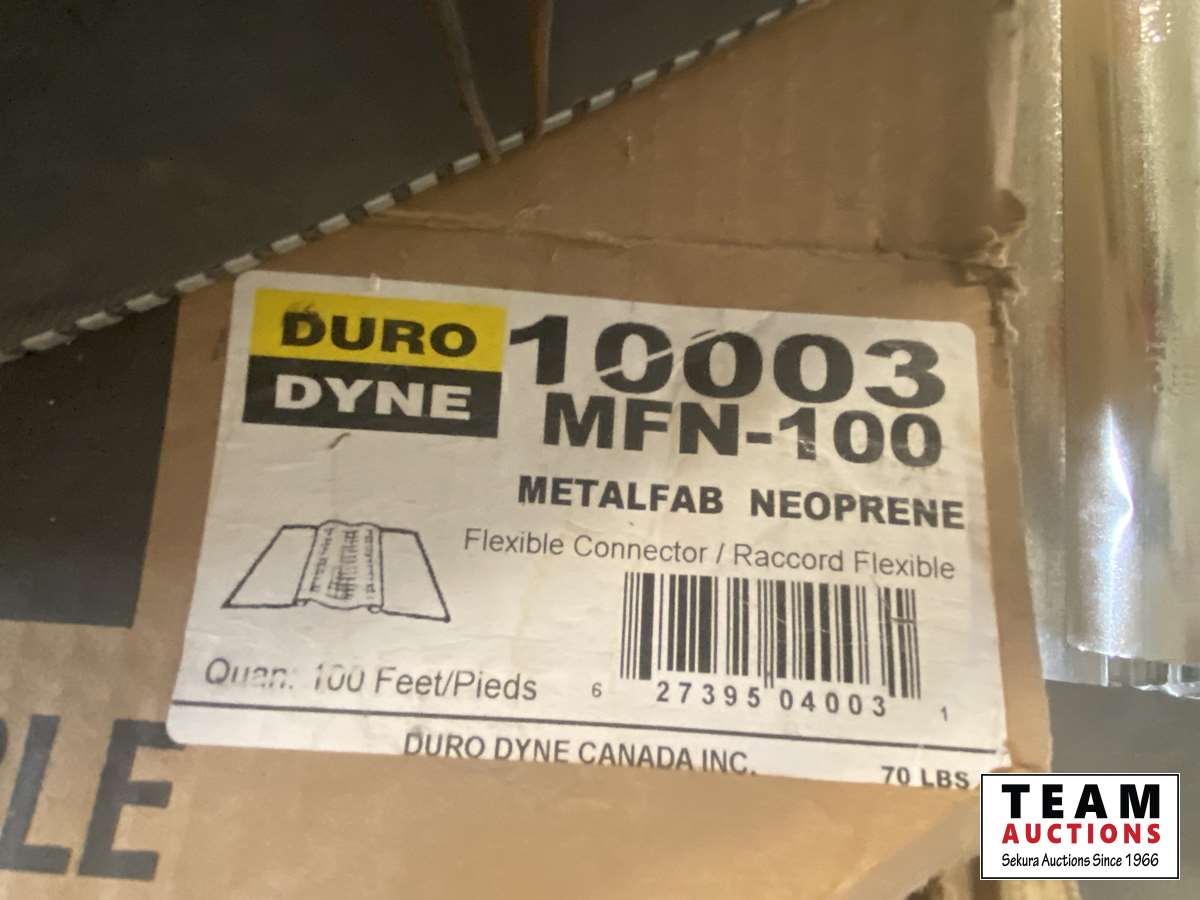 DURO
DYNE
10003
MFN-100
METALFAB NEOPRENE
Flexible Connector / Raccord Flexible
Quan: 100 Feet/Pieds
6 27395 04003 1
DURO DYNE CANADA INC.
70 LBS
PLE
TEAM
AUCTIONS
Sekura Auctions Since 1966